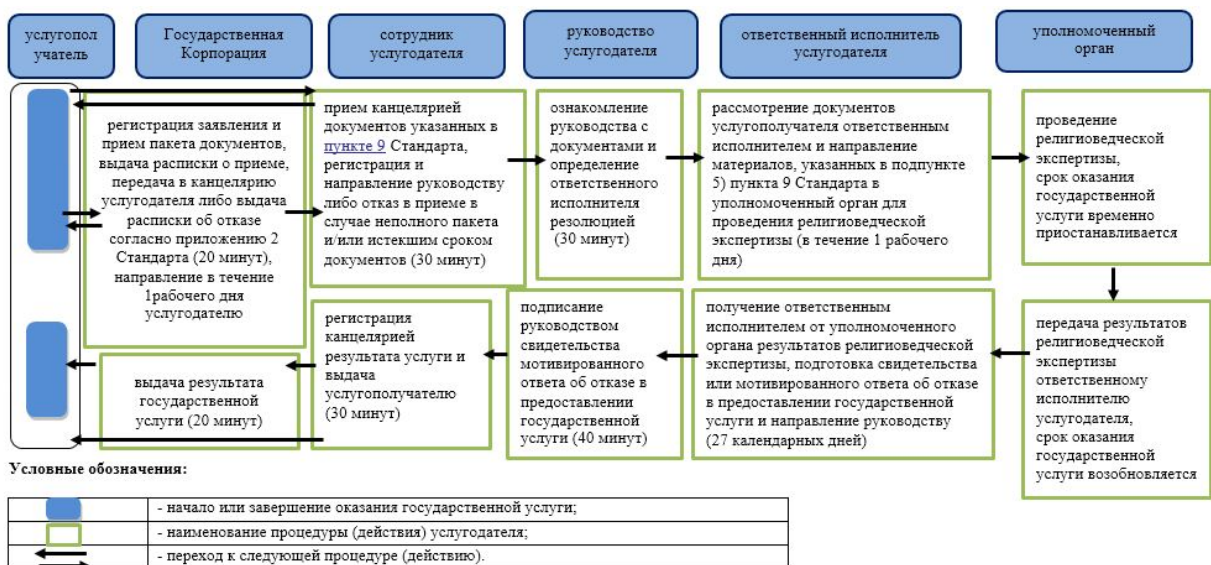 услугопол
учатель
Государственная
Корпорация
сотрудник
услугодателя
руководство
услугодателя
ответственный исполнитель
услугодателя
уполномоченный
орган
регистрация заявления и
прием пакета документов,
выдача расписки о приеме,
передача в канцелярию
услугодателя либо выдача
расписки об отказе
согласно приложению 2
Стандарта (20 минут),
направление в течение
1рабочего дня
услугодателю
прием канцелярией
документов указанных в
пункте 9 Стандарта,
регистрация и
направление руководству
либо отказ в приеме в
случае неполного пакета
и/или истекшим сроком
документов (30 минут)
ознакомление
руководства с
документами и
определение
ответственного
исполнителя
резолюцией
(30 минут)
рассмотрение документов
услугополучателя ответственным
исполнителем и направление
материалов, указанных в подпункте
5) пункта 9 Стандарта в
уполномоченный орган для
проведения религиоведческой
экспертизы (в течение 1 рабочего
дня)
проведение
религиоведческой
экспертизы,
срок оказания
государственной
услуги временно
приостанавливается
выдача результата
государственной
услуги (20 минут)
регистрация
канцелярией
результата услуги и
выдача
услугополучателю
(30 минут)
подписание
руководством
свидетельства
мотивированного
ответа об отказе в
предоставлении
государственной
услуги (40 минут)
получение ответственным
исполнителем от уполномоченного
органа результатов религиоведческой
экспертизы, подготовка свидетельства
или мотивированного ответа об отказе
в предоставлении государственной
услуги и направление руководству
(27 календарных дней)
передача результатов
религиоведческой
экспертизы
ответственному
исполнителю
услугодателя,
срок оказания
государственной
услуги возобновляется
Условные обозначения:
- начало или завершение оказания государственной услуги;
- наименование процедуры (действия) услугодателя;
- переход к следующей процедуре (действию).